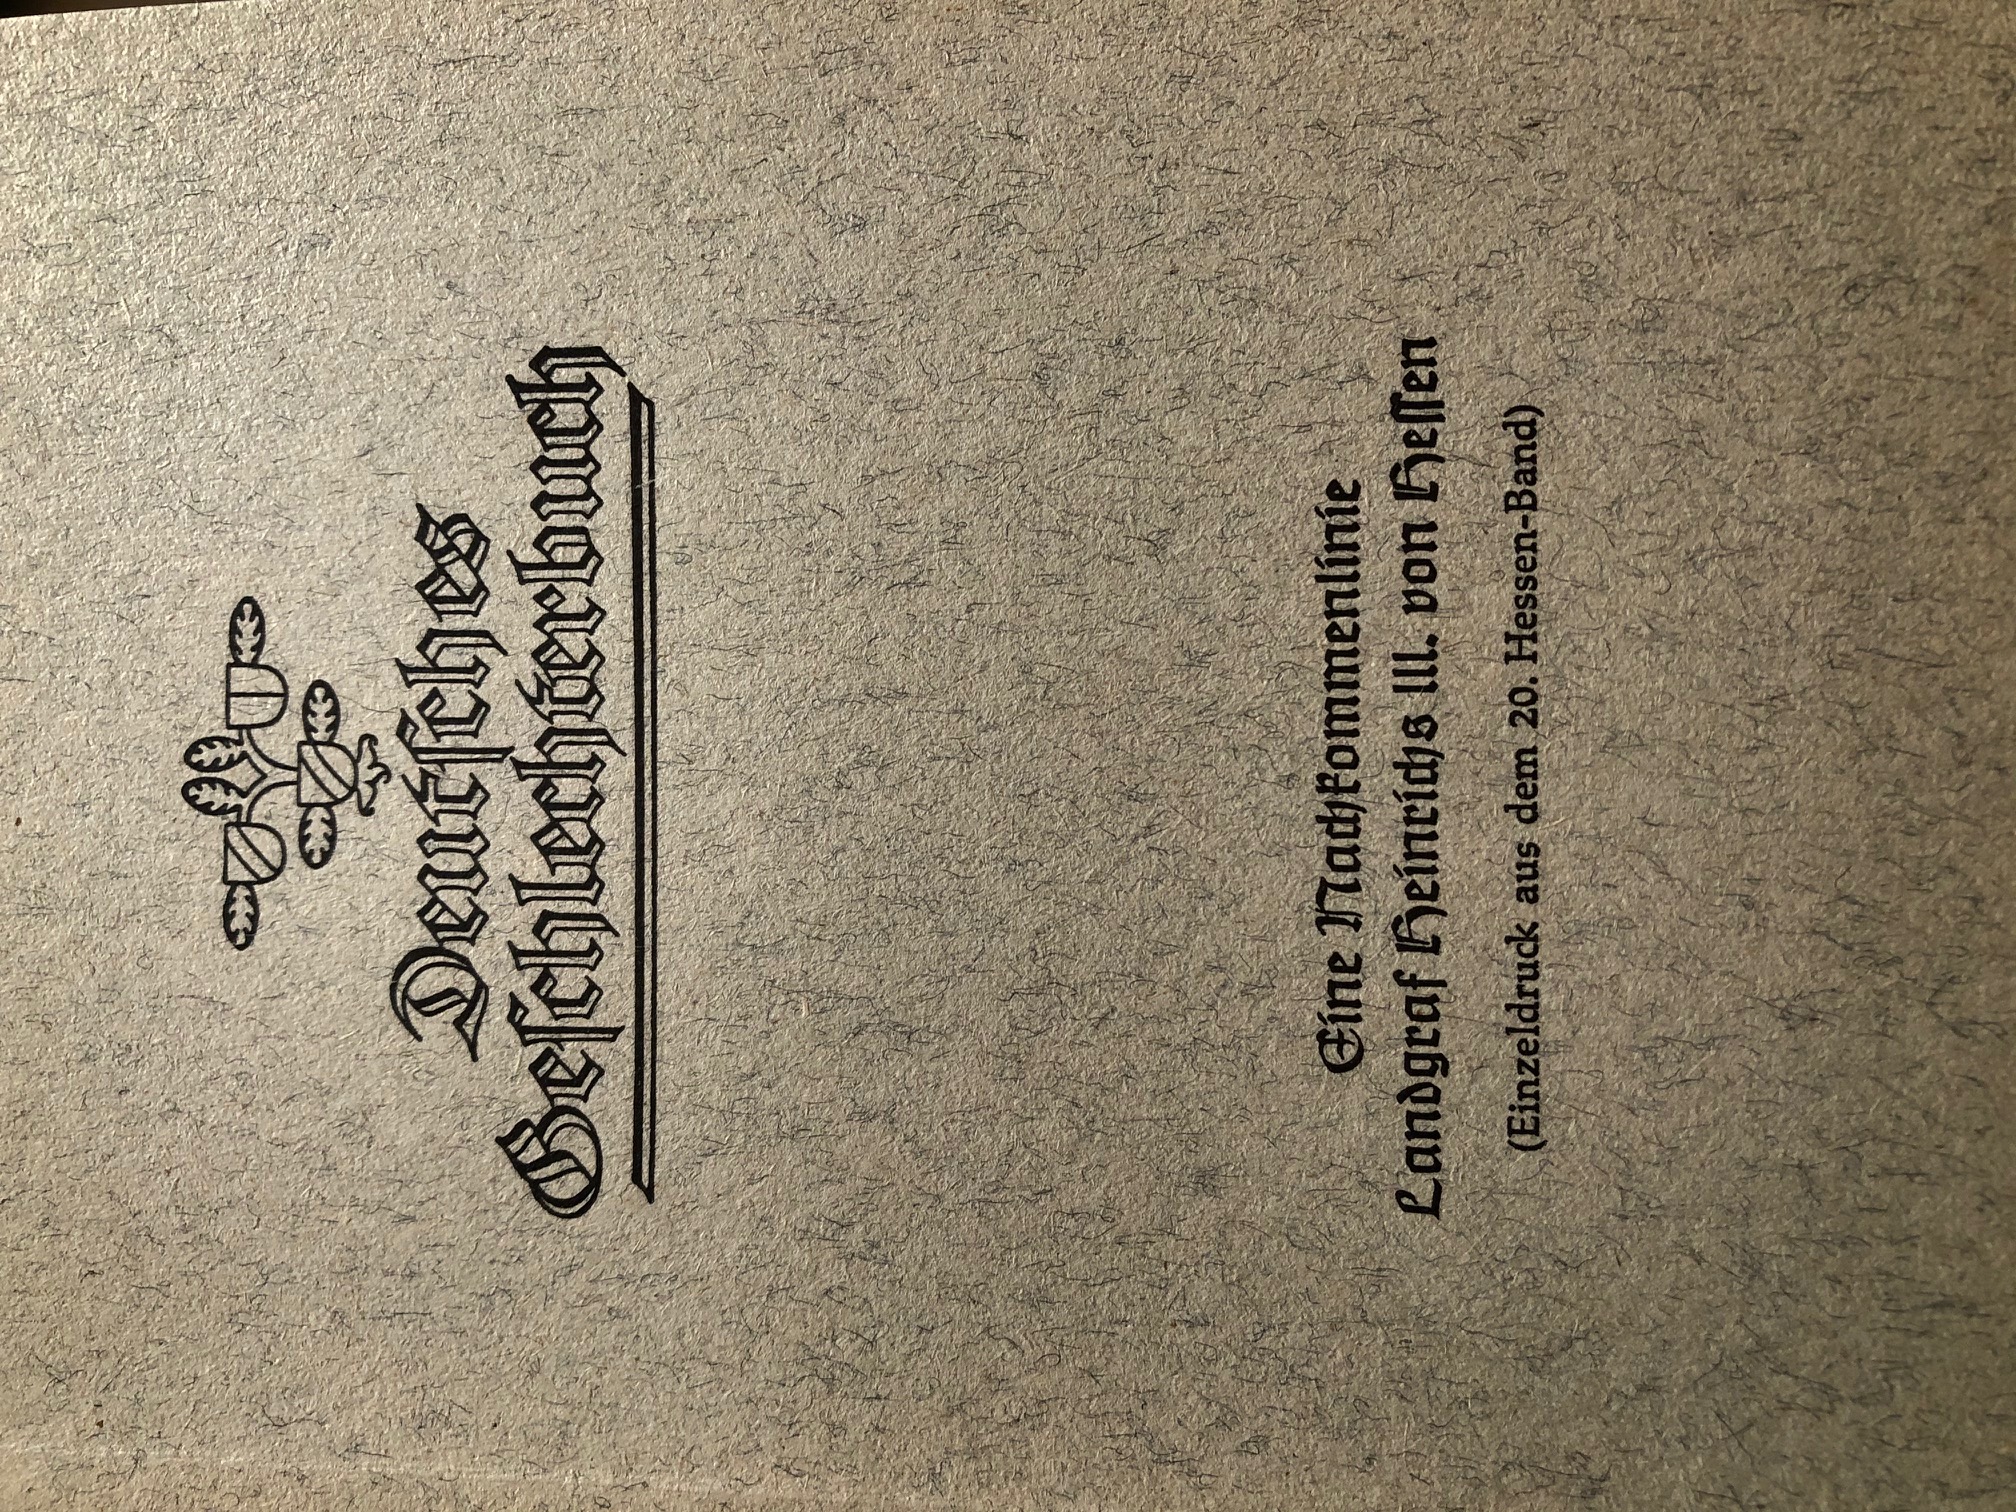 Deutſches
Geſchlechterbuch
Eine Nachkommenlinie
Landgraf Heinrichs III. von Heſſen
(Einzeldruck aus dem 20. Hessen-Band)